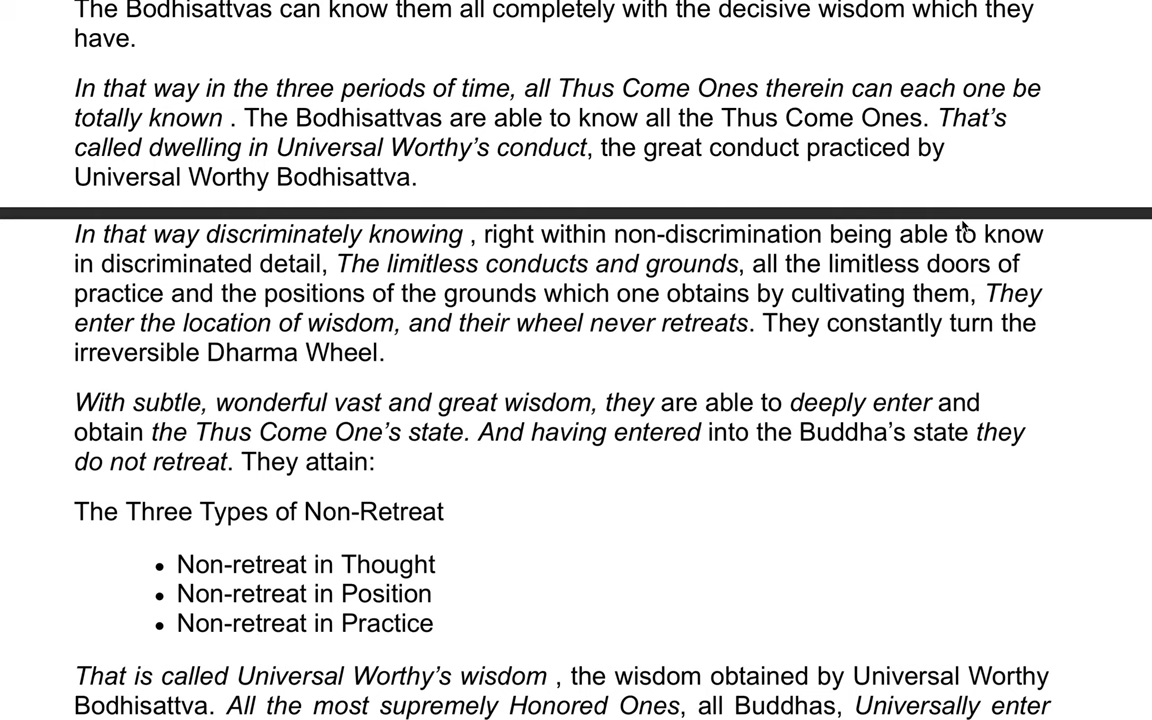 The Bodhisattvas can know them all completely with the decisive wisdom which they
have.
In that way in the three periods of time, all Thus Come Ones therein can each one be
totally known . The Bodhisattvas are able to know all the Thus Come Ones. That’s
called dwelling in Universal Worthy’s conduct, the great conduct practiced by
Universal Worthy Bodhisattva.
In that way discriminately knowing , right within non-discrimination being able to know
in discriminated detail, The limitless conducts and grounds, all the limitless doors of
practice and the positions of the grounds which one obtains by cultivating them, They
enter the location of wisdom, and their wheel never retreats. They constantly turn the
irreversible Dharma Wheel.
With subtle, wonderful vast and great wisdom, they are able to deeply enter and
obtain the Thus Come One’s state. And having entered into the Buddha’s state they
do not retreat. They attain:
The Three Types of Non-Retreat
• Non-retreat in Thought
• Non-retreat in Position
• Non-retreat in Practice
That is called Universal Worthy’s wisdom , the wisdom obtained by Universal Worthy
Bodhisattva. All the most supremely Honored Ones, all Buddhas, Universally enter